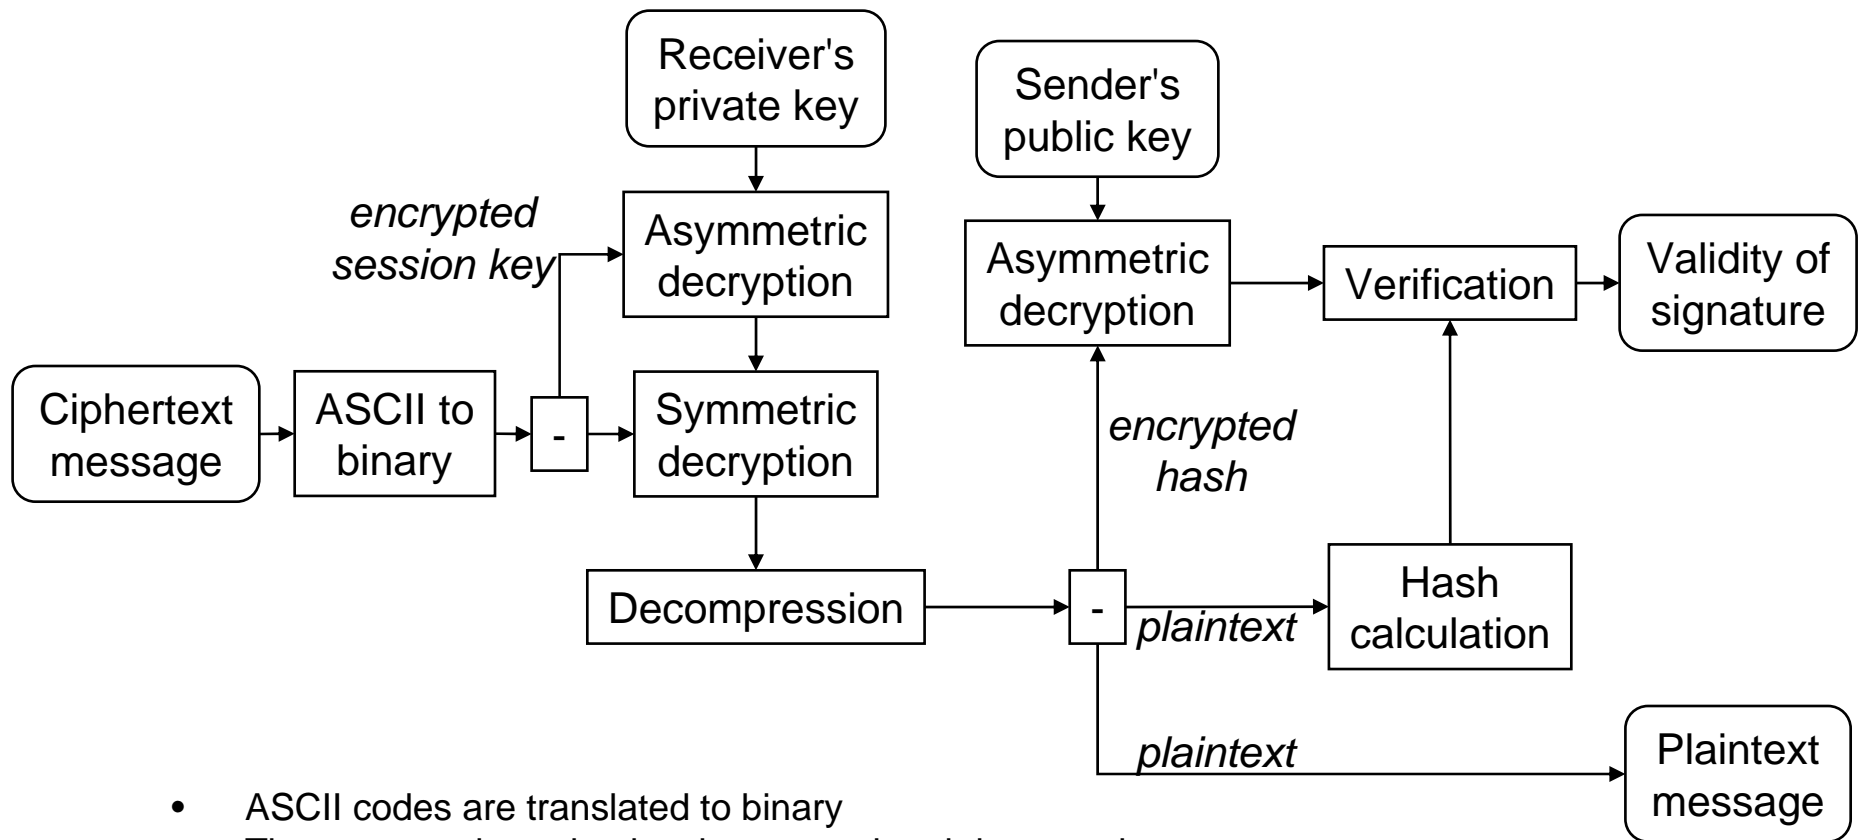 Receiver's
private key
Sender's
public key
encrypted
session key
Asymmetric
decryption
Asymmetric
decryption
Verification
Validity of
signature
Ciphertext
message
ASCII to
binary
-
Symmetric
decryption
encrypted
hash
Decompression
-
plaintext
Hash
calculation
plaintext
Plaintext
message
• ASCII codes are translated to binary